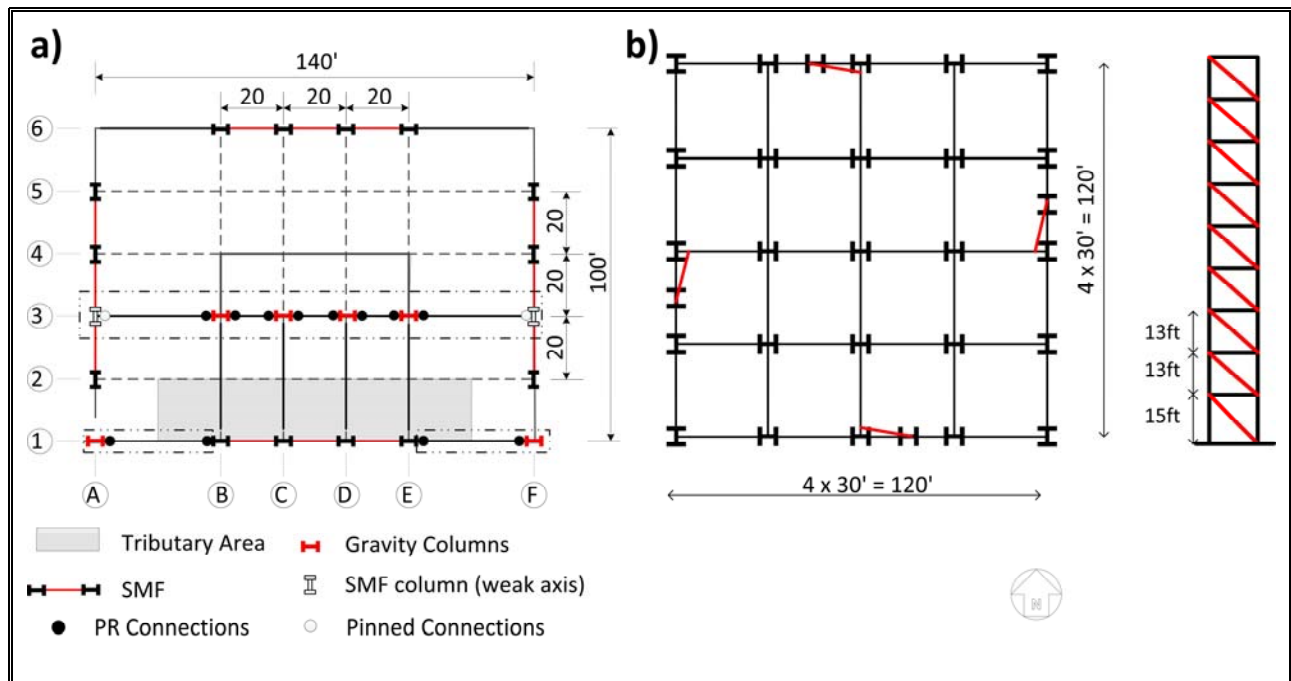 a)
140'
20
20
20
6
5
4
3
2
1
20
20
20
100'
A
B
C
D
E
F
Tributary Area
Gravity Columns
SMF
SMF column (weak axis)
PR Connections
Pinned Connections
b)
4 x 30' = 120'
4 x 30' = 120'
13ft
13ft
15ft
N